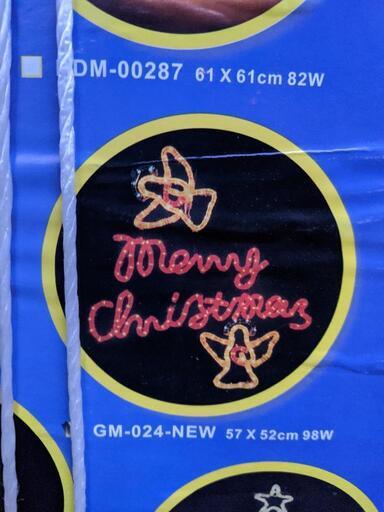 DM-00287 61 X 61cm 82W
Merry
Christmas
GM-024-NEW 57 X 52cm 98W